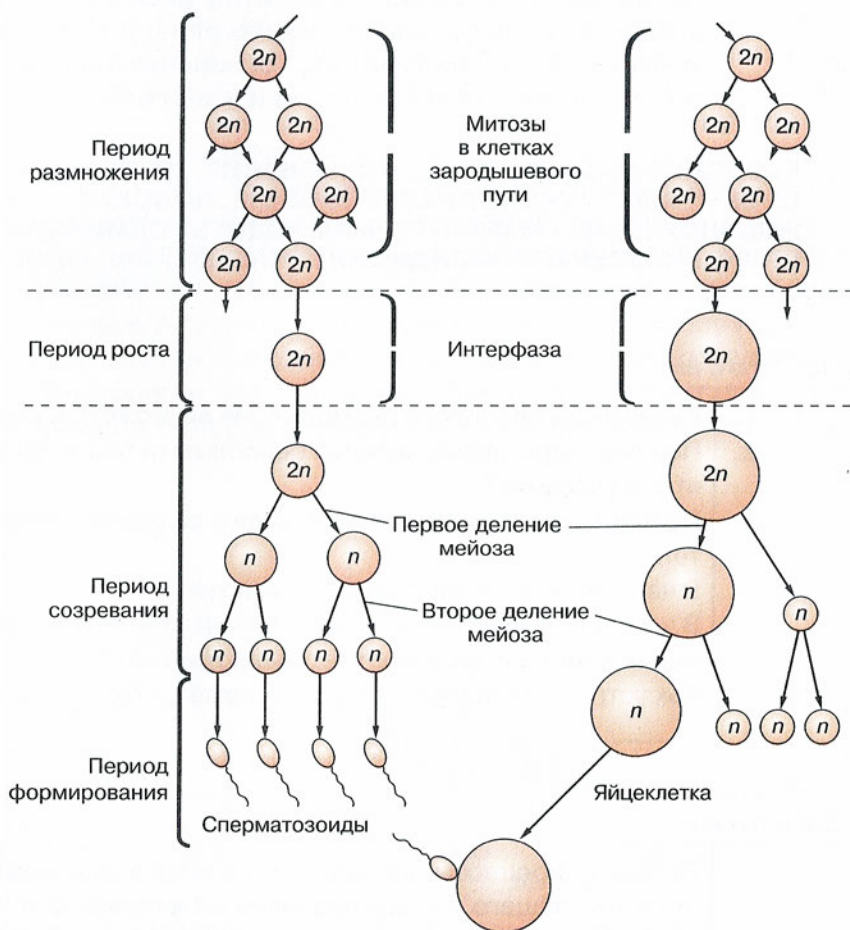 2n
2n
2n 2n
2n 2n
Период
размножения
Митозы
в клетках
зародышевого
пути
2n 2n
2n 2n
2n 2n
2n 2n
Период роста
2n
Интерфаза
2n
2n
2n
Первое деление
мейоза
n n
n
n
Период
созревания
Второе деление
мейоза
n n n n
n
n n n
Период
формирования
Сперматозоиды
Яйцеклетка